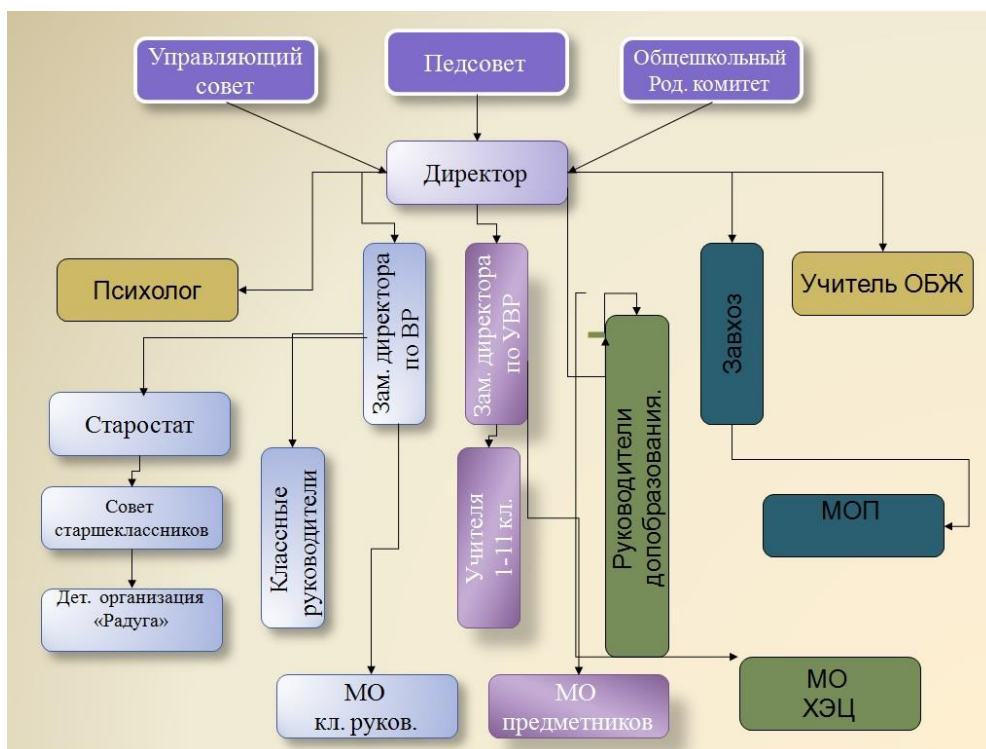 Управляющий
совет
Педсовет
Общешкольный
Род. комитет
Директор
Психолог
Зам. директора
по ВР
Зам. директора
по УВР
Завхоз
Учитель ОБЖ
Старостат
Совет
старшеклассников
Дет. организация
«Радуга»
Классные
руководители
Учителя
1-11 кл.
Руководители
допобразования.
МОП
МО
кл. руков.
МО
предметников
МО
ХЭЦ